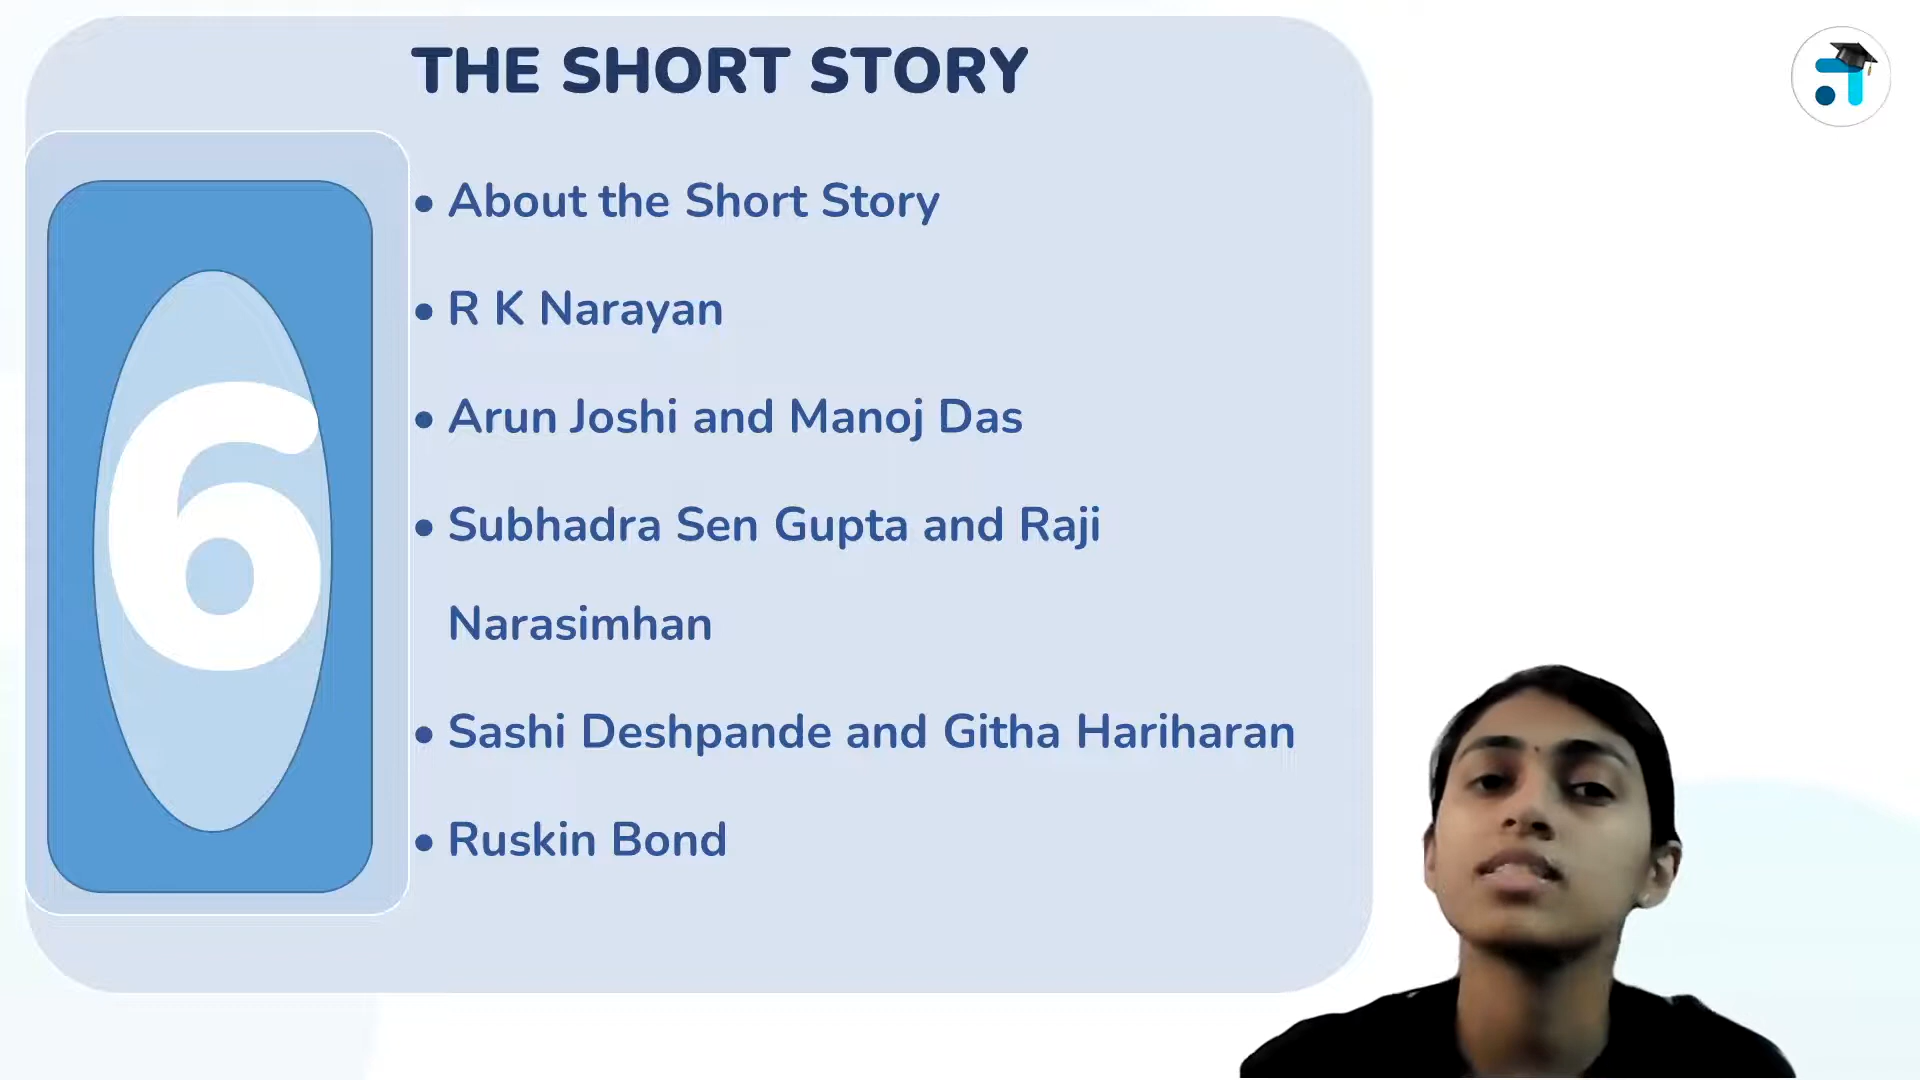 THE SHORT STORY
6
• About the Short Story
• R K Narayan
• Arun Joshi and Manoj Das
• Subhadra Sen Gupta and Raji
Narasimhan
• Sashi Deshpande and Githa Hariharan
• Ruskin Bond